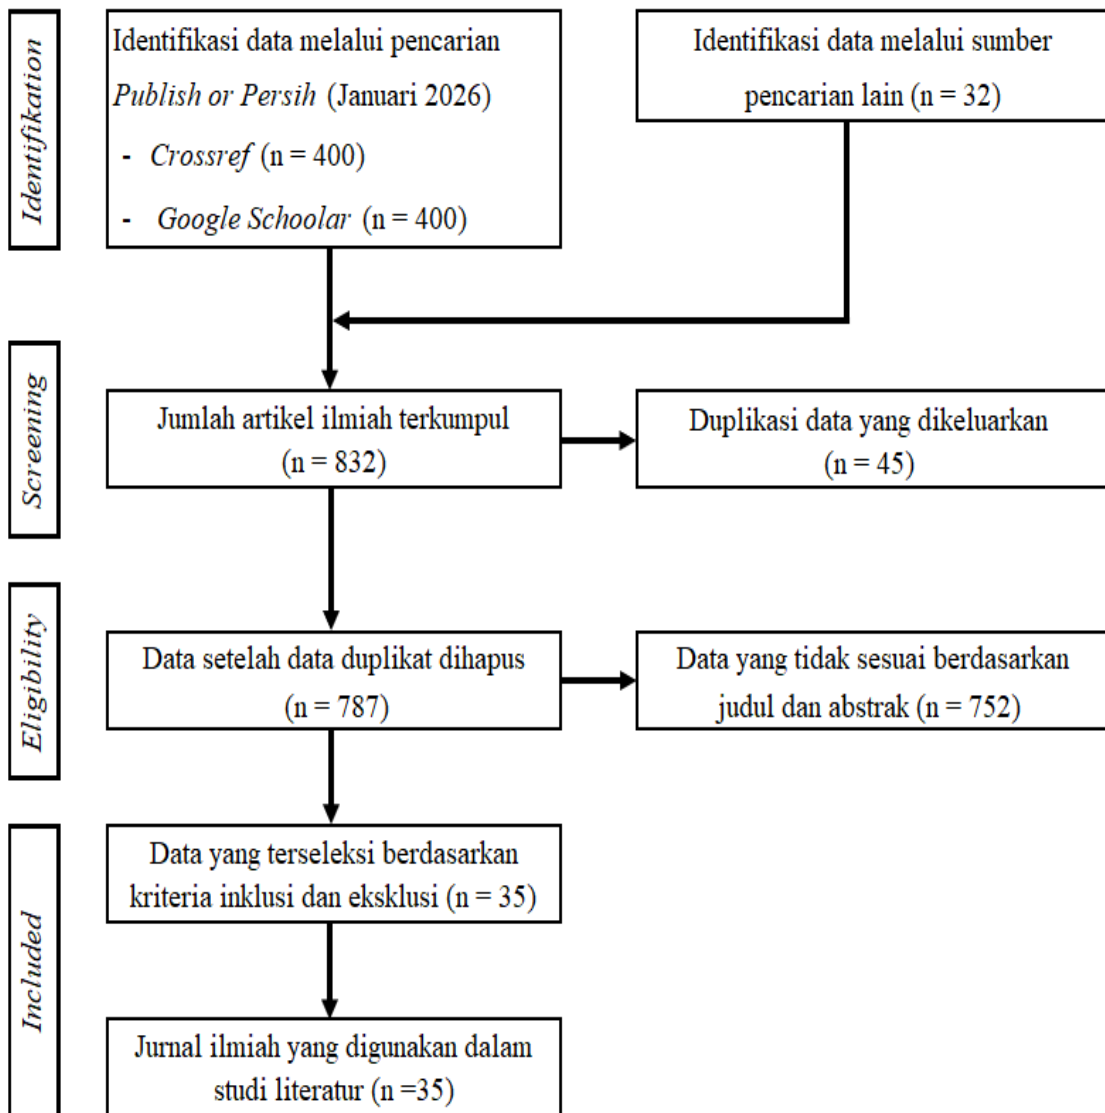 Identifikation
Identifikasi data melalui pencarian
Publish or Persih (Januari 2026)
- Crossref (n = 400)
- Google Schoolar (n = 400)
Identifikasi data melalui sumber
pencarian lain (n = 32)
Screening
Jumlah artikel ilmiah terkumpul
(n = 832)
Duplikasi data yang dikeluarkan
(n = 45)
Eligibility
Data setelah data duplikat dihapus
(n = 787)
Data yang tidak sesuai berdasarkan
judul dan abstrak (n = 752)
Included
Data yang terseleksi berdasarkan
kriteria inklusi dan eksklusi (n = 35)
Jurnal ilmiah yang digunakan dalam
studi literatur (n =35)